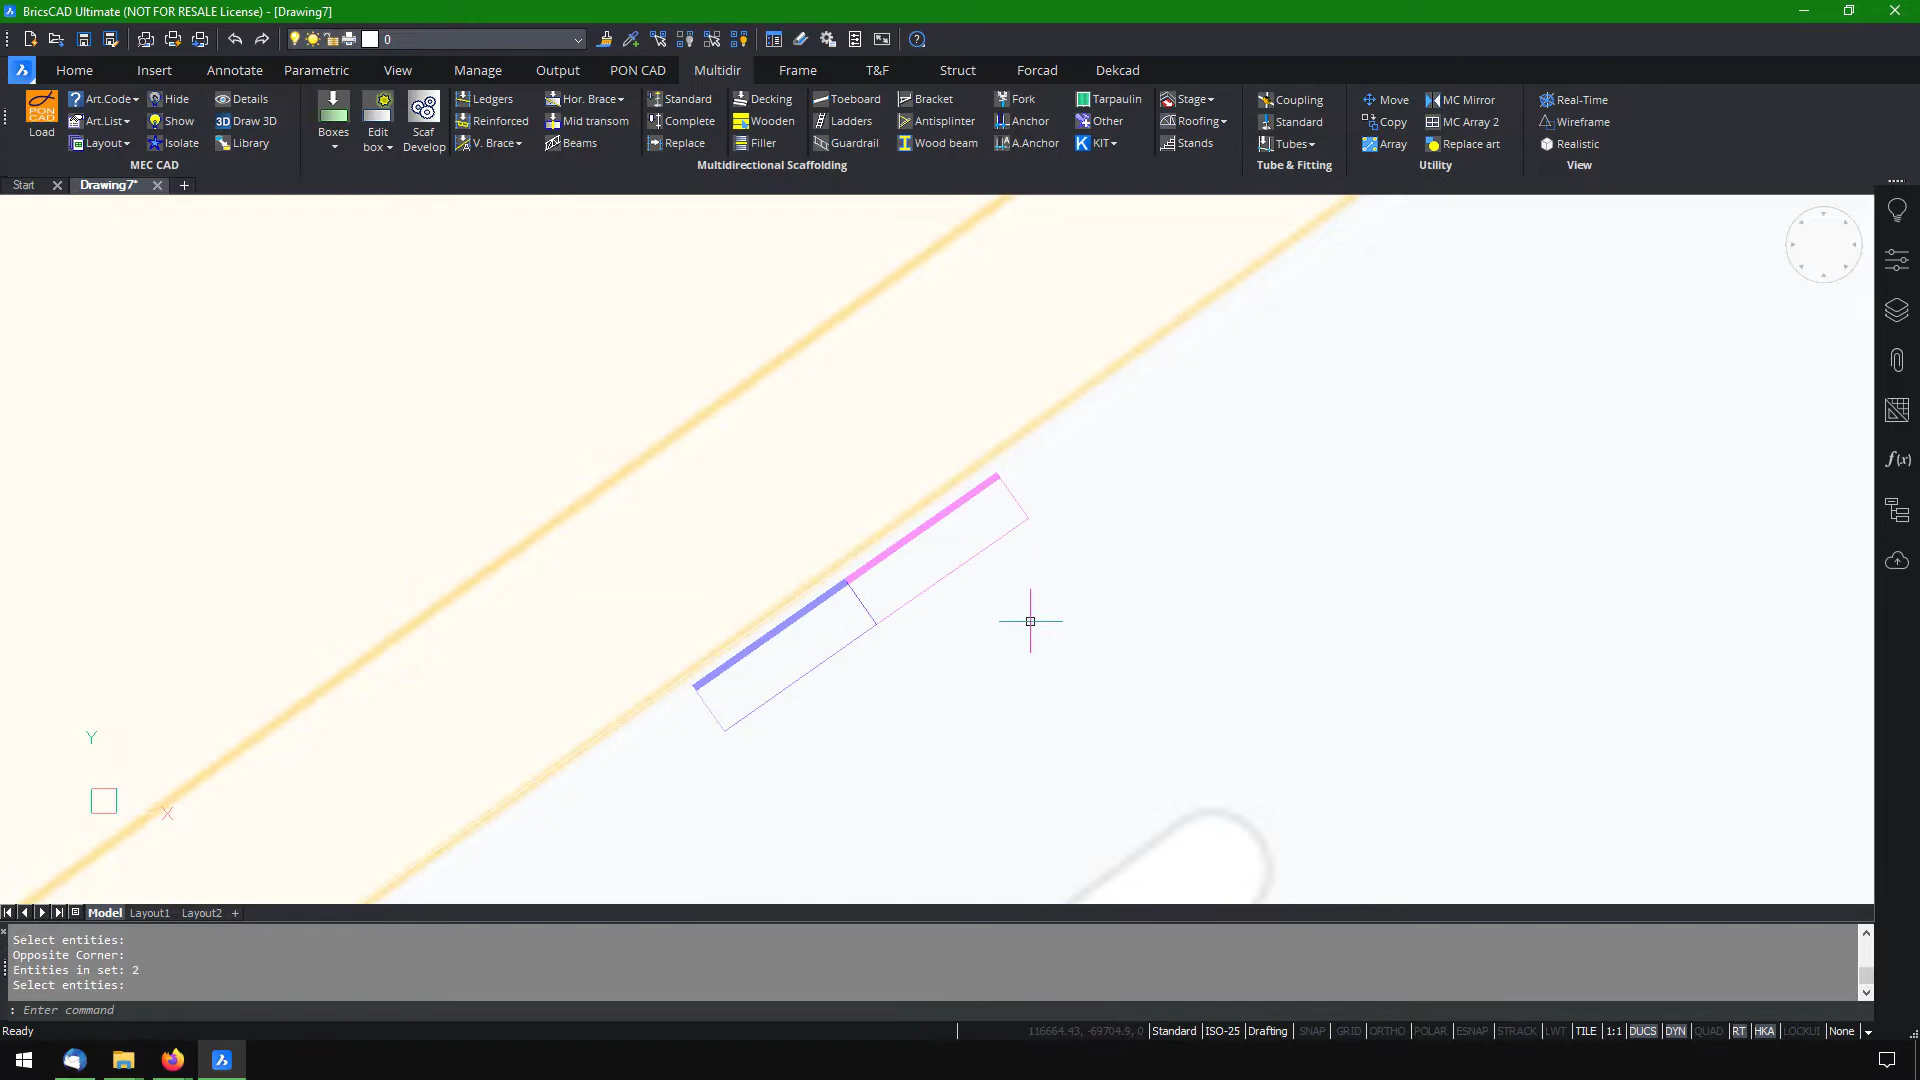 BricsCAD Ultimate (NOT FOR RESALE License) - [Drawing7]
0
Home Insert Annotate Parametric View Manage Output PON CAD Multidir Frame T&F Struct Forcad Dekcad
PON CAD Art.Code Hide Details Ledgers Hor. Brace Standard Decking Toeboard Bracket Fork Tarpaulin Stage Coupling Move MC Mirror Real-Time
Load Art.List Show 3D Draw 3D Boxes Edit Scaf Reinforced Mid transom Complete Wooden Ladders Antisplinter Anchor Other Roofing Standard Copy MC Array 2 Wireframe
Layout Isolate Library box Develop V. Brace Beams Replace Filler Guardrail Wood beam A.Anchor KIT Stands Tubes Array Replace art Realistic
MEC CAD Multidirectional Scaffolding Tube & Fitting Utility View
Start Drawing7*
f(x)
Y
X
Model Layout1 Layout2 +
Select entities:
Opposite Corner:
Entities in set: 2
Select entities:
: Enter command
Ready 116664.43, -69704.9, 0 Standard ISO-25 Drafting SNAP GRID ORTHO POLAR ESNAP STRACK LWT TILE 1:1 DUCS DYN QUAD RT HKA LOCKUI None